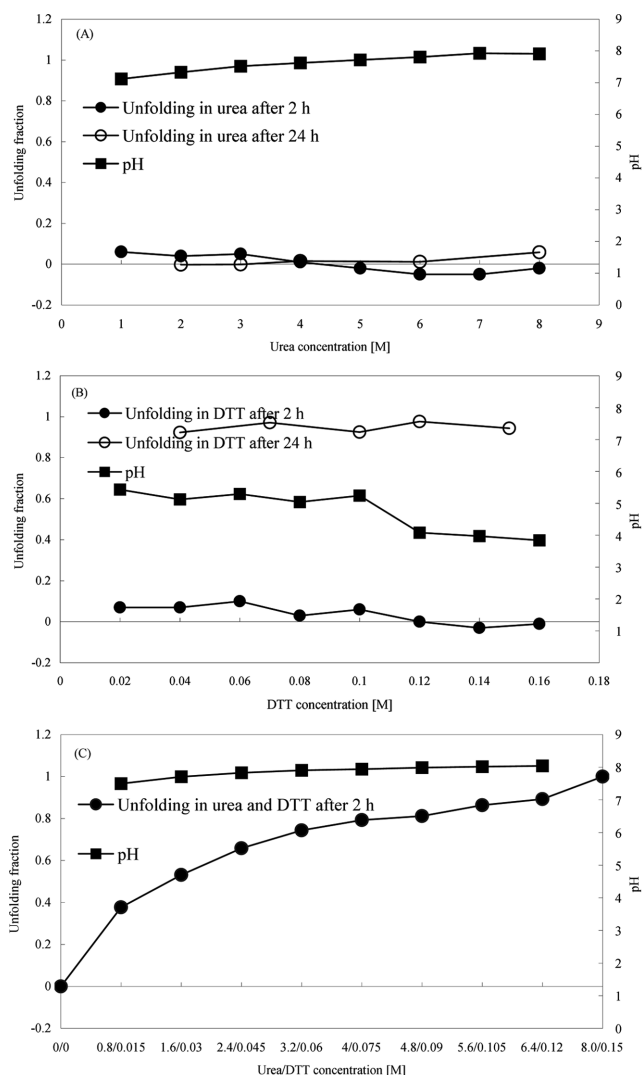 (A)
1.2
1
0.8
0.6
0.4
0.2
0
-0.2
Unfolding fraction
9
8
7
6
5
4
3
2
1
0
pH
Unfolding in urea after 2 h
Unfolding in urea after 24 h
pH
0 1 2 3 4 5 6 7 8 9
Urea concentration [M]
(B)
1.2
1
0.8
0.6
0.4
0.2
0
-0.2
Unfolding fraction
9
8
7
6
5
4
3
2
1
pH
Unfolding in DTT after 2 h
Unfolding in DTT after 24 h
pH
0 0.02 0.04 0.06 0.08 0.1 0.12 0.14 0.16 0.18
DTT concentration [M]
(C)
1.2
1
0.8
0.6
0.4
0.2
0
-0.2
Unfolding fraction
9
8
7
6
5
4
3
2
1
0
pH
Unfolding in urea and DTT after 2 h
pH
0/0 0.8/0.015 1.6/0.03 2.4/0.045 3.2/0.06 4/0.075 4.8/0.09 5.6/0.105 6.4/0.12 8.0/0.15
Urea/DTT concentration [M]